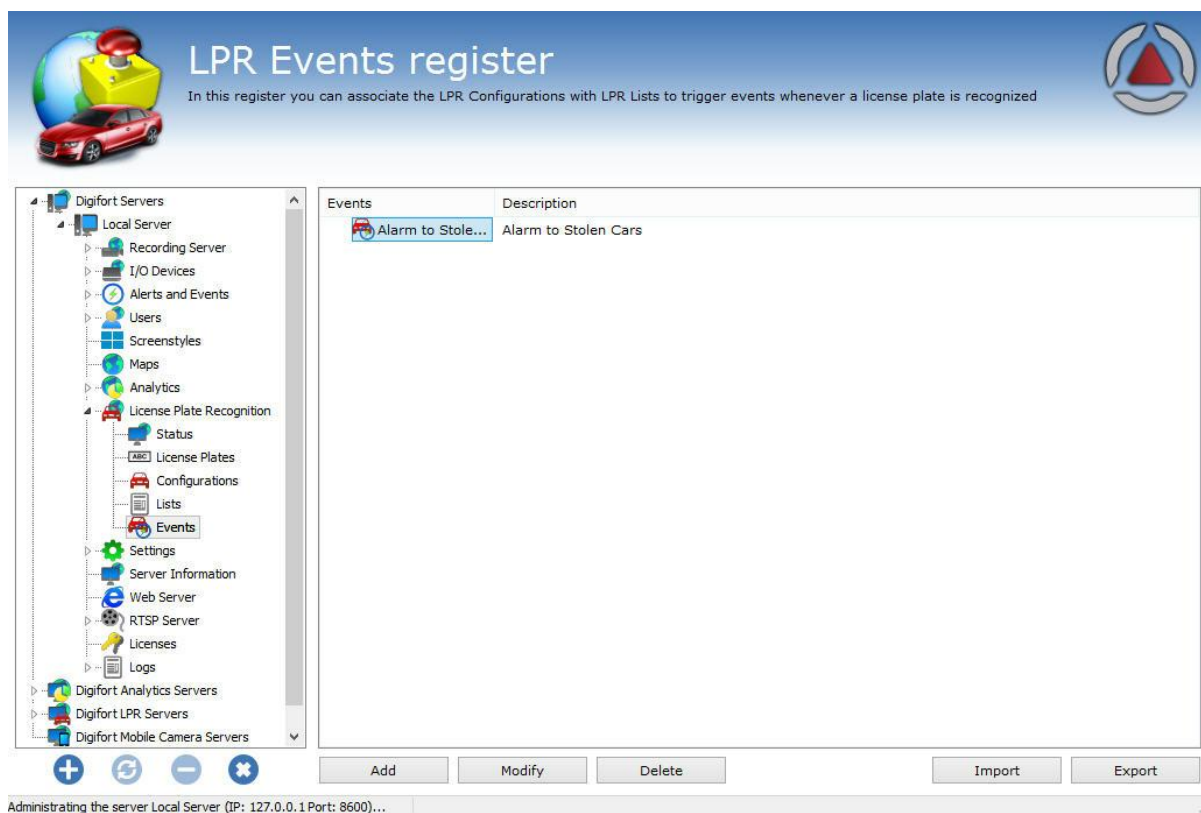 LPR Events register
In this register you can associate the LPR Configurations with LPR Lists to trigger events whenever a license plate is recognized
Digifort Servers
Local Server
Recording Server
I/O Devices
Alerts and Events
Users
Screenstyles
Maps
Analytics
License Plate Recognition
Status
ABC License Plates
Configurations
Lists
Events
Settings
Server Information
Web Server
RTSP Server
Licenses
Logs
Digifort Analytics Servers
Digifort LPR Servers
Digifort Mobile Camera Servers
Events Description
Alarm to Stole... Alarm to Stolen Cars
Add Modify Delete Import Export
Administrating the server Local Server (IP: 127.0.0.1 Port: 8600)...